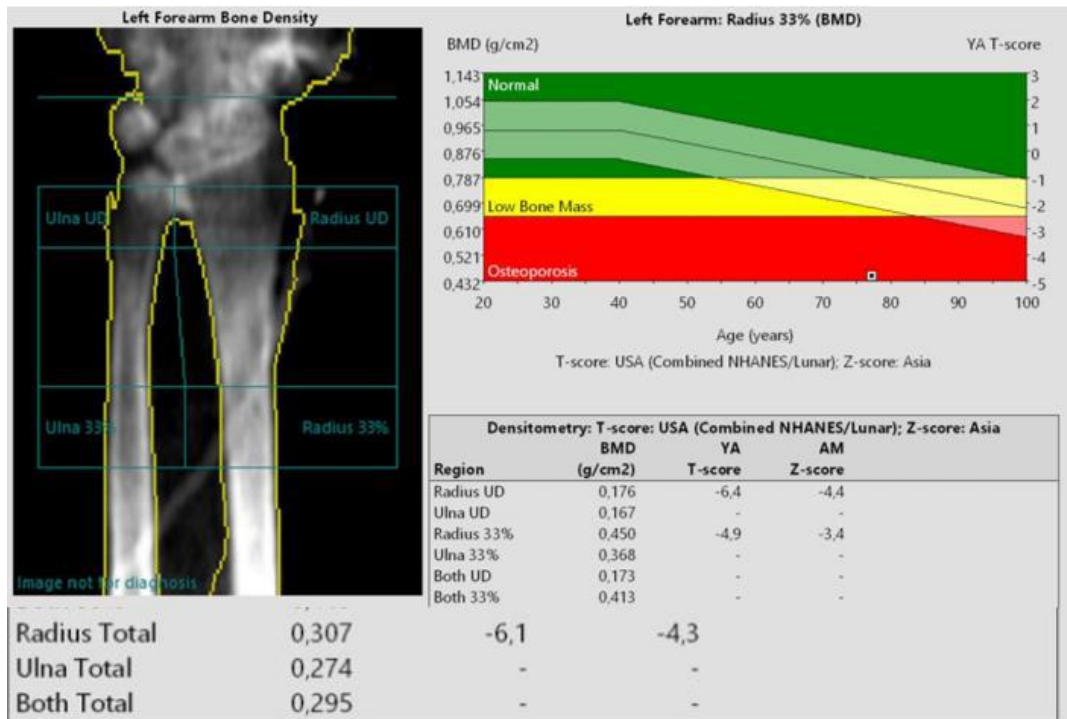 Left Forearm Bone Density
Ulna UD
Radius UD
Ulna 33%
Radius 33%
Image not for diagnosis
Left Forearm: Radius 33% (BMD)
BMD (g/cm2) YA T-score
1,143 3
1,054 2
0,965 1
0,876 0
0,787 -1
0,699 -2
0,610 -3
0,521 -4
0,432 -5
Normal
Low Bone Mass
Osteoporosis
20 30 40 50 60 70 80 90 100
Age (years)
T-score: USA (Combined NHANES/Lunar); Z-score: Asia
Densitometry: T-score: USA (Combined NHANES/Lunar); Z-score: Asia
BMD YA AM
Region (g/cm2) T-score Z-score
Radius UD 0,176 -6,4 -4,4
Ulna UD 0,167 - -
Radius 33% 0,450 -4,9 -3,4
Ulna 33% 0,368 - -
Both UD 0,173 - -
Both 33% 0,413 - -
Radius Total 0,307 -6,1 -4,3
Ulna Total 0,274 - -
Both Total 0,295 - -